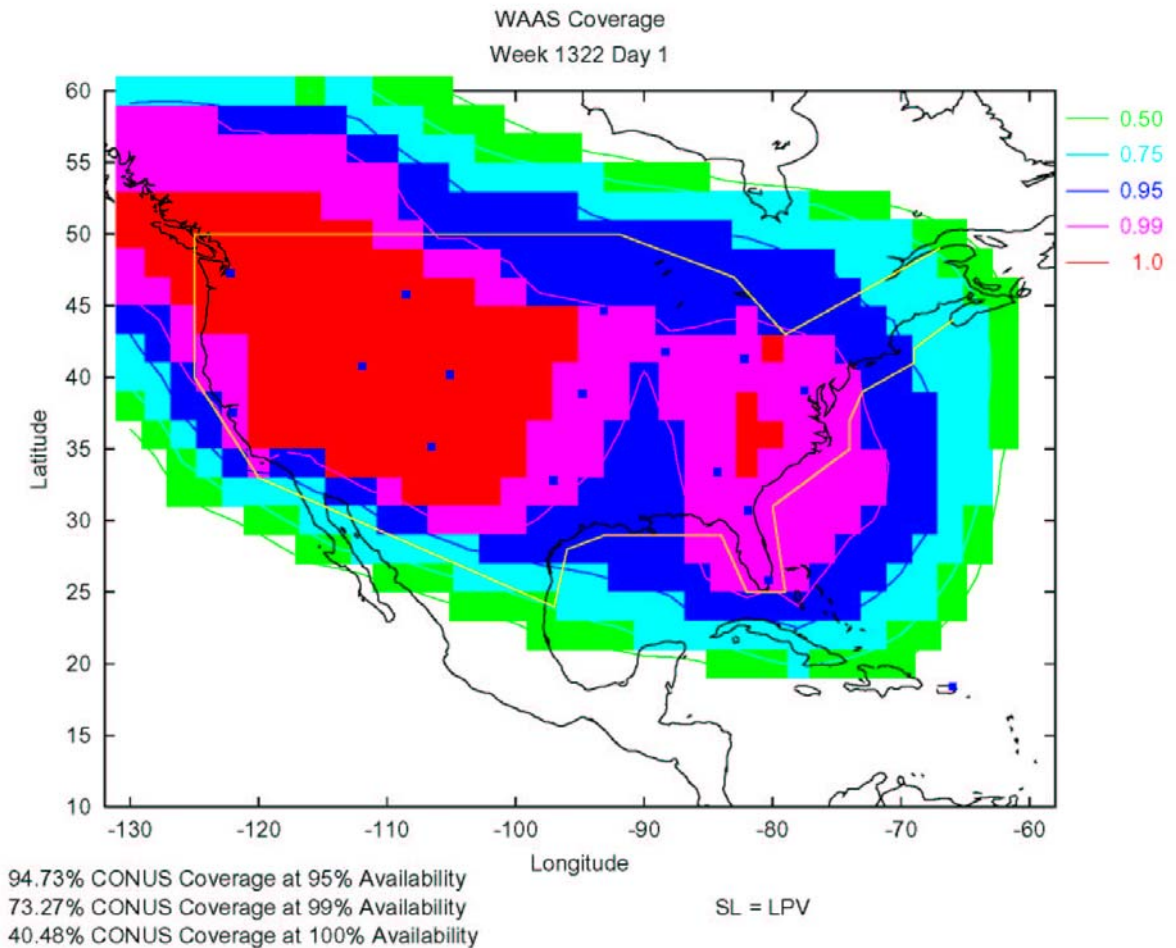 WAAS Coverage
Week 1322 Day 1
60
55
50
45
40
35
30
25
20
15
10
Latitude
-130 -120 -110 -100 -90 -80 -70 -60
Longitude
0.50
0.75
0.95
0.99
1.0
94.73% CONUS Coverage at 95% Availability
73.27% CONUS Coverage at 99% Availability
40.48% CONUS Coverage at 100% Availability
SL = LPV